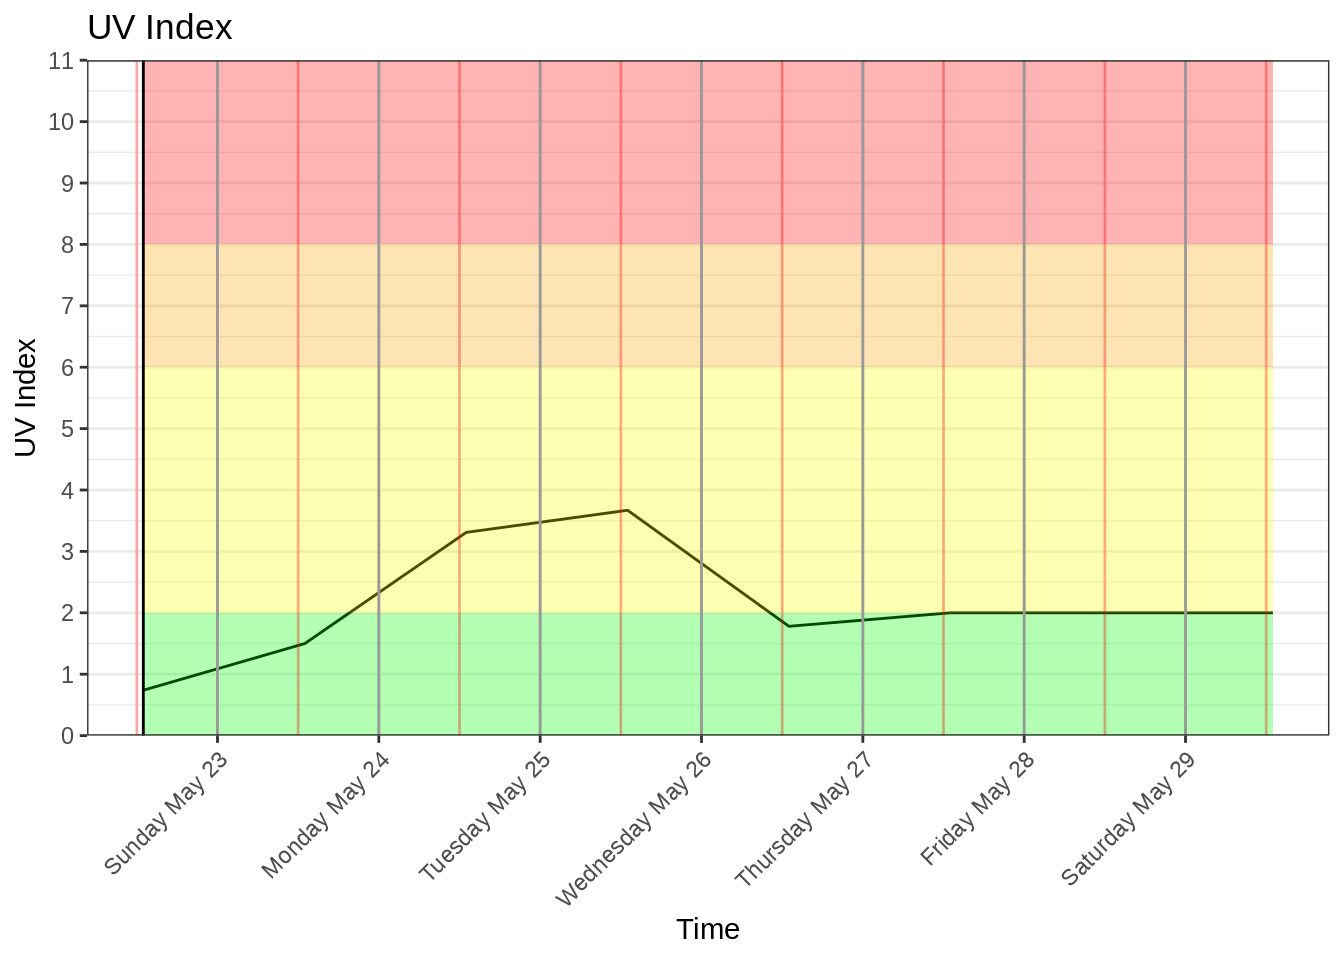 UV Index
11
10
9
8
7
6
5
4
3
2
1
0
UV Index
Sunday May 23
Monday May 24
Tuesday May 25
Wednesday May 26
Thursday May 27
Friday May 28
Saturday May 29
Time